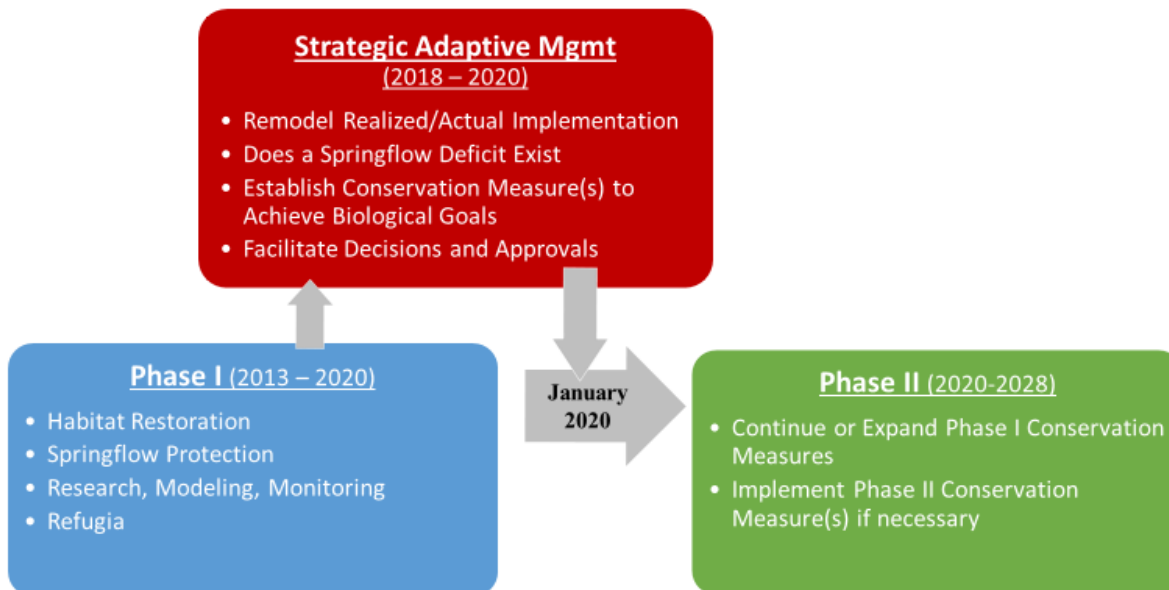 Strategic Adaptive Mgmt
(2018 – 2020)
• Remodel Realized/Actual Implementation
• Does a Springflow Deficit Exist
• Establish Conservation Measure(s) to
Achieve Biological Goals
• Facilitate Decisions and Approvals
Phase I (2013 – 2020)
• Habitat Restoration
• Springflow Protection
• Research, Modeling, Monitoring
• Refugia
January
2020
Phase II (2020-2028)
• Continue or Expand Phase I Conservation
Measures
• Implement Phase II Conservation
Measure(s) if necessary